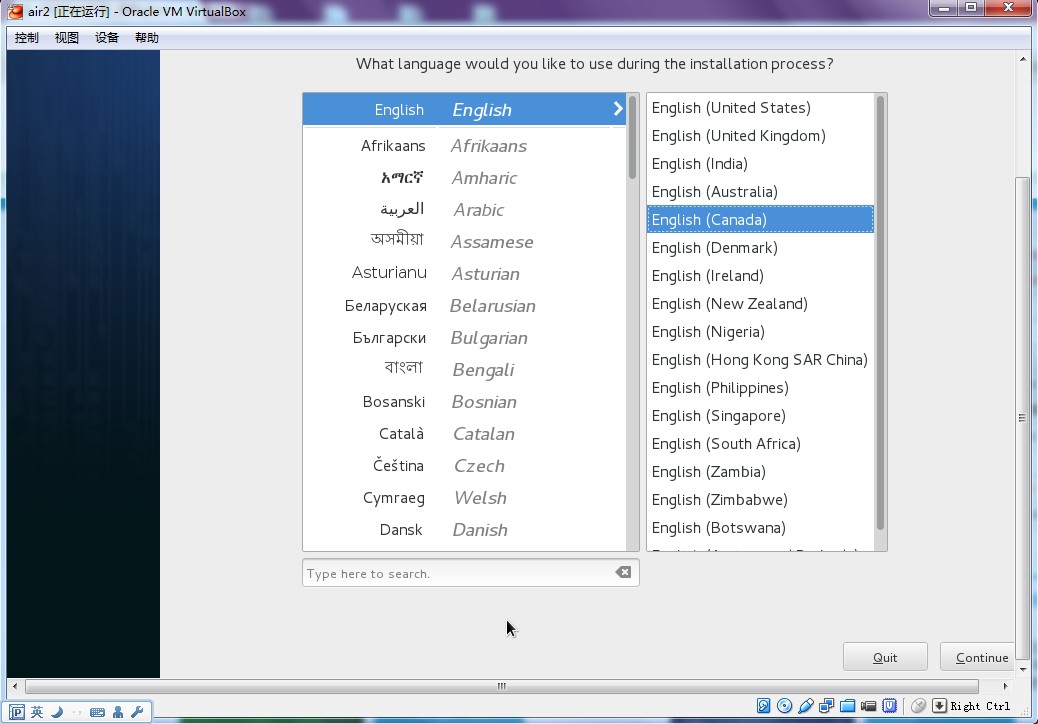 air2 [正在运行] - Oracle VM VirtualBox
控制 视图 设备 帮助
What language would you like to use during the installation process?
English English
Afrikaans Afrikaans
አማርኛ Amharic
العربية Arabic
অসমীয়া Assamese
Asturianu Asturian
Беларуская Belarusian
Български Bulgarian
বাংলা Bengali
Bosanski Bosnian
Català Catalan
Čeština Czech
Cymraeg Welsh
Dansk Danish
Type here to search.
English (United States)
English (United Kingdom)
English (India)
English (Australia)
English (Canada)
English (Denmark)
English (Ireland)
English (New Zealand)
English (Nigeria)
English (Hong Kong SAR China)
English (Philippines)
English (Singapore)
English (South Africa)
English (Zambia)
English (Zimbabwe)
English (Botswana)
Quit Continue
英
Right Ctrl